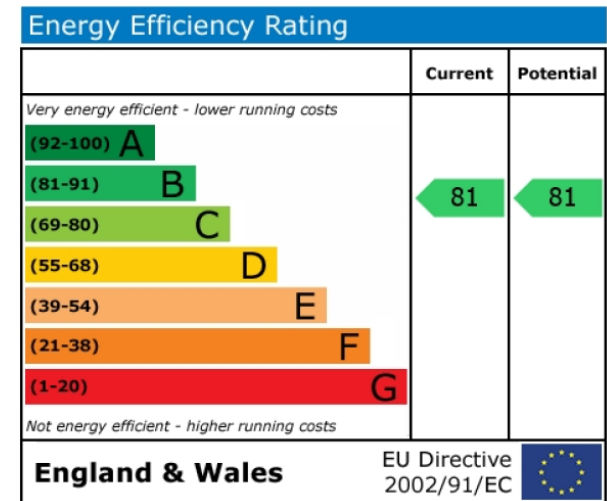 Energy Efficiency Rating
Current Potential
Very energy efficient - lower running costs
(92-100) A
(81-91) B
81 81
(69-80) C
(55-68) D
(39-54) E
(21-38) F
(1-20) G
Not energy efficient - higher running costs
England & Wales
EU Directive
2002/91/EC